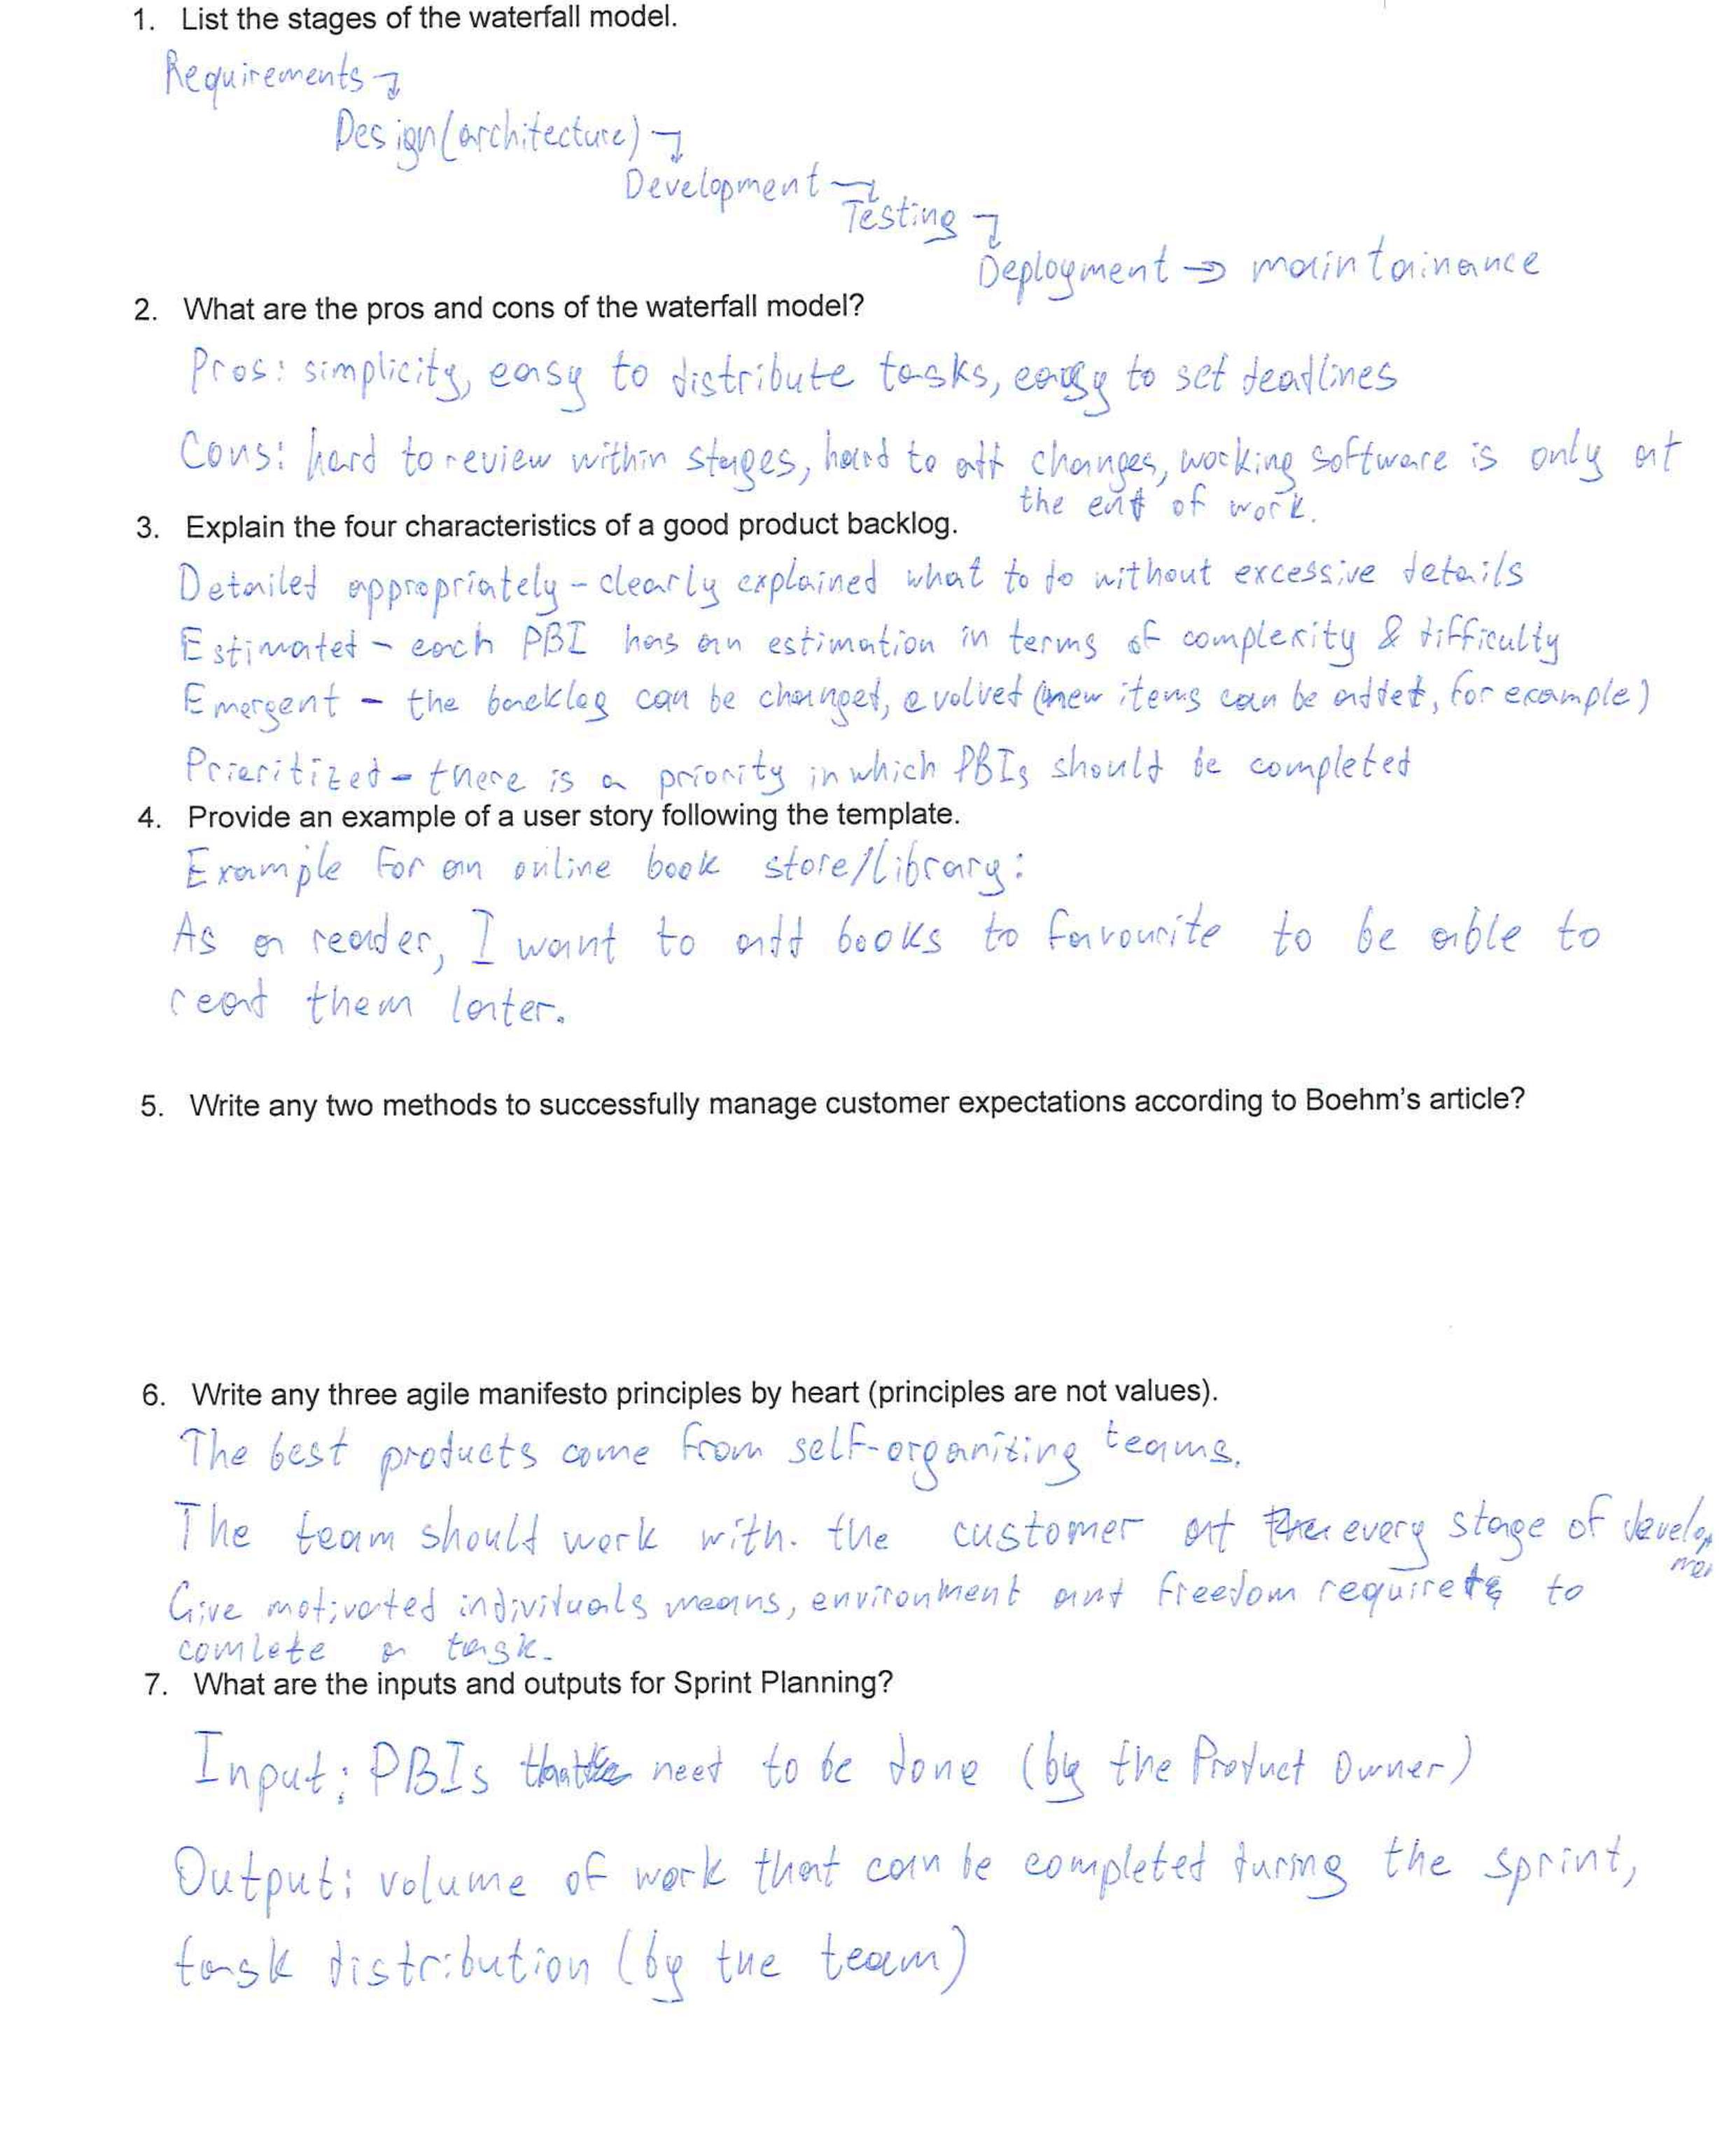 1. List the stages of the waterfall model.
Requirements →
Design (architecture) →
Development →
Testing →
Deployment → maintainance
2. What are the pros and cons of the waterfall model?
Pros: simplicity, easy to distribute tasks, easy to set deadlines
Cons: hard to review within stages, hard to add changes, working software is only at
the end of work.
3. Explain the four characteristics of a good product backlog.
Detailed appropriately - clearly explained what to do without excessive details
Estimated - each PBI has an estimation in terms of complexity & difficulty
Emergent - the backlog can be changed, evolved (new items can be added, for example)
Prioritized - there is a priority in which PBIs should be completed
4. Provide an example of a user story following the template.
Example for an online book store/library:
As a reader, I want to add books to favourite to be able to
read them later.
5. Write any two methods to successfully manage customer expectations according to Boehm's article?
6. Write any three agile manifesto principles by heart (principles are not values).
The best products come from self-organizing teams.
The team should work with. the customer at every stage of develop
Give motivated individuals means, environment and freedom required to
comlete a task.
7. What are the inputs and outputs for Sprint Planning?
Input: PBIs need to be done (by the Product Owner)
Output: volume of work that can be completed during the sprint,
task distribution (by the team)